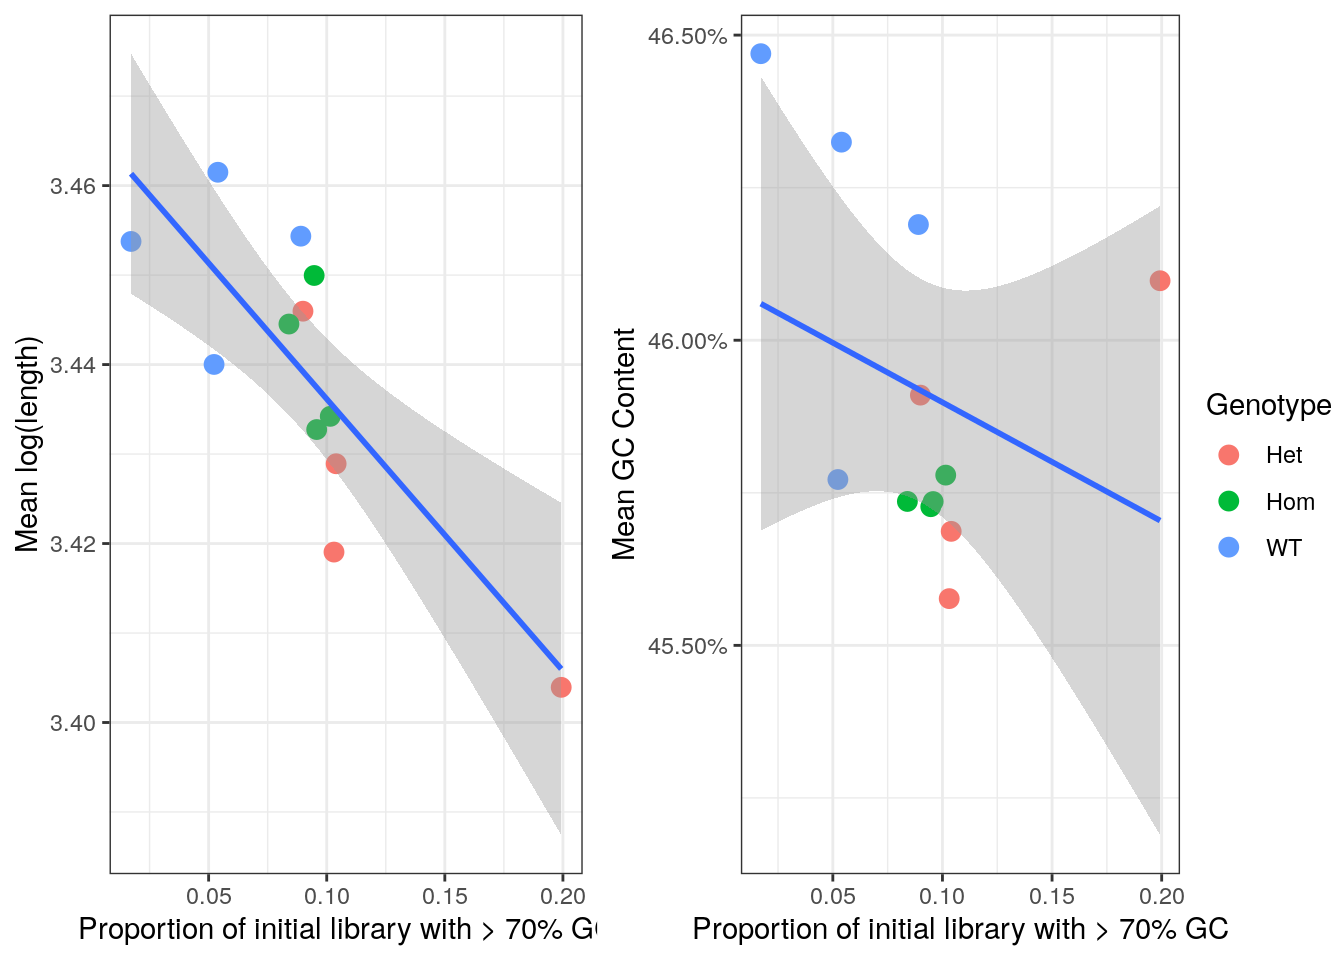 Mean log(length)
3.46
3.44
3.42
3.40
0.05
0.10
0.15
0.20
Proportion of initial library with > 70% G
Mean GC Content
46.50%
46.00%
45.50%
0.05
0.10
0.15
0.20
Proportion of initial library with > 70% GC
Genotype
Het
Hom
WT